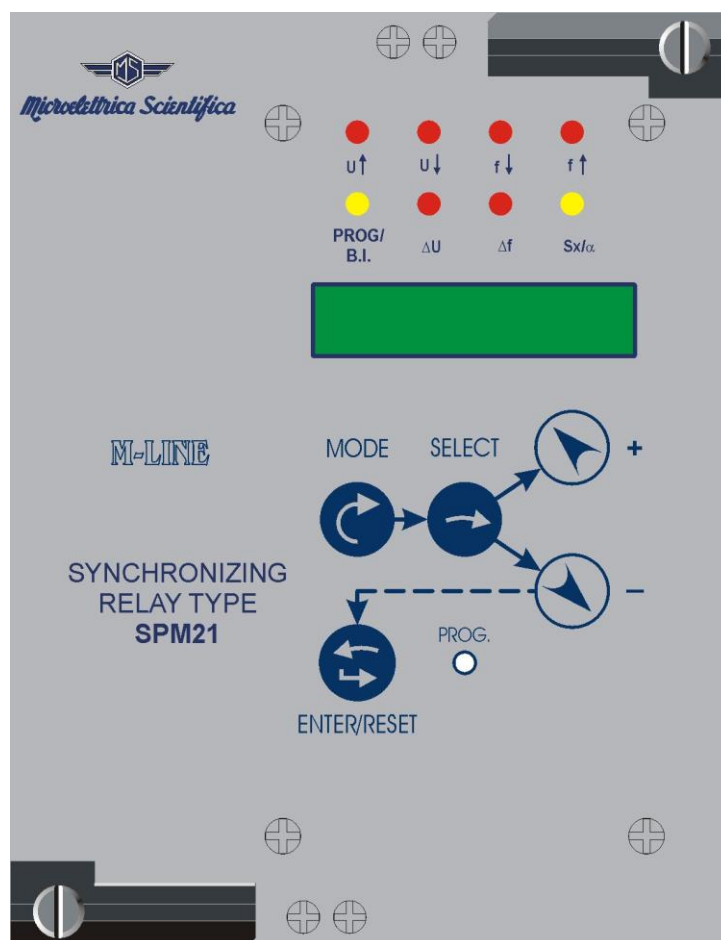 MS
Microelettrica Scientifica
U↑ U↓ f↓ f↑
PROG/
B.I. ΔU Δf Sx/α
M-LINE
MODE SELECT +
SYNCHRONIZING
RELAY TYPE
SPM21
–
PROG.
ENTER/RESET